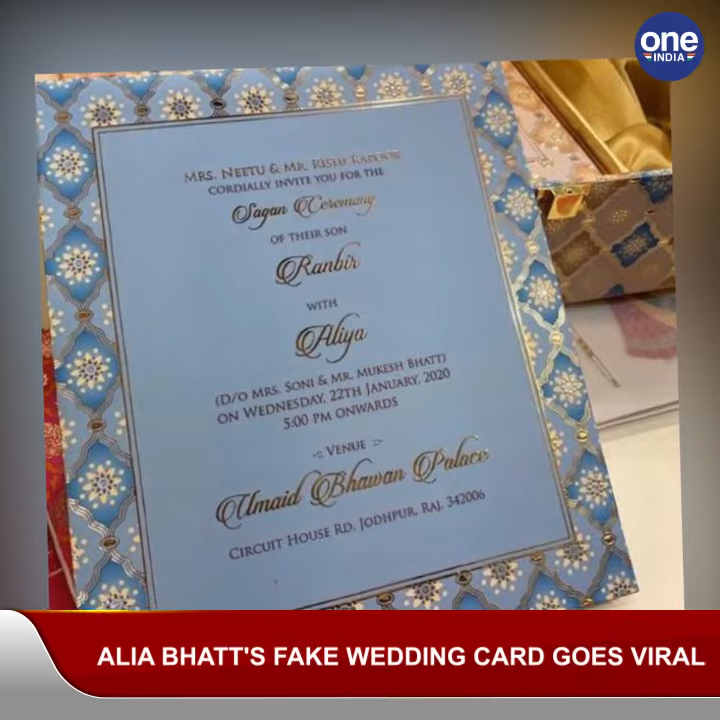 one
INDIA
MRS. NEETU & MR. RISHI KAPOOR
CORDIALLY INVITE YOU FOR THE
Sagan Ceremony
OF THEIR SON
Ranbir
WITH
Aliya
(D/O MRS. SONI & MR. MUKESH BHATT)
ON WEDNESDAY, 22TH JANUARY, 2020
5:00 PM ONWARDS
VENUE
Umaid Bhawan Palace
CIRCUIT HOUSE RD, JODHPUR, RAJ, 342006
ALIA BHATT'S FAKE WEDDING CARD GOES VIRAL